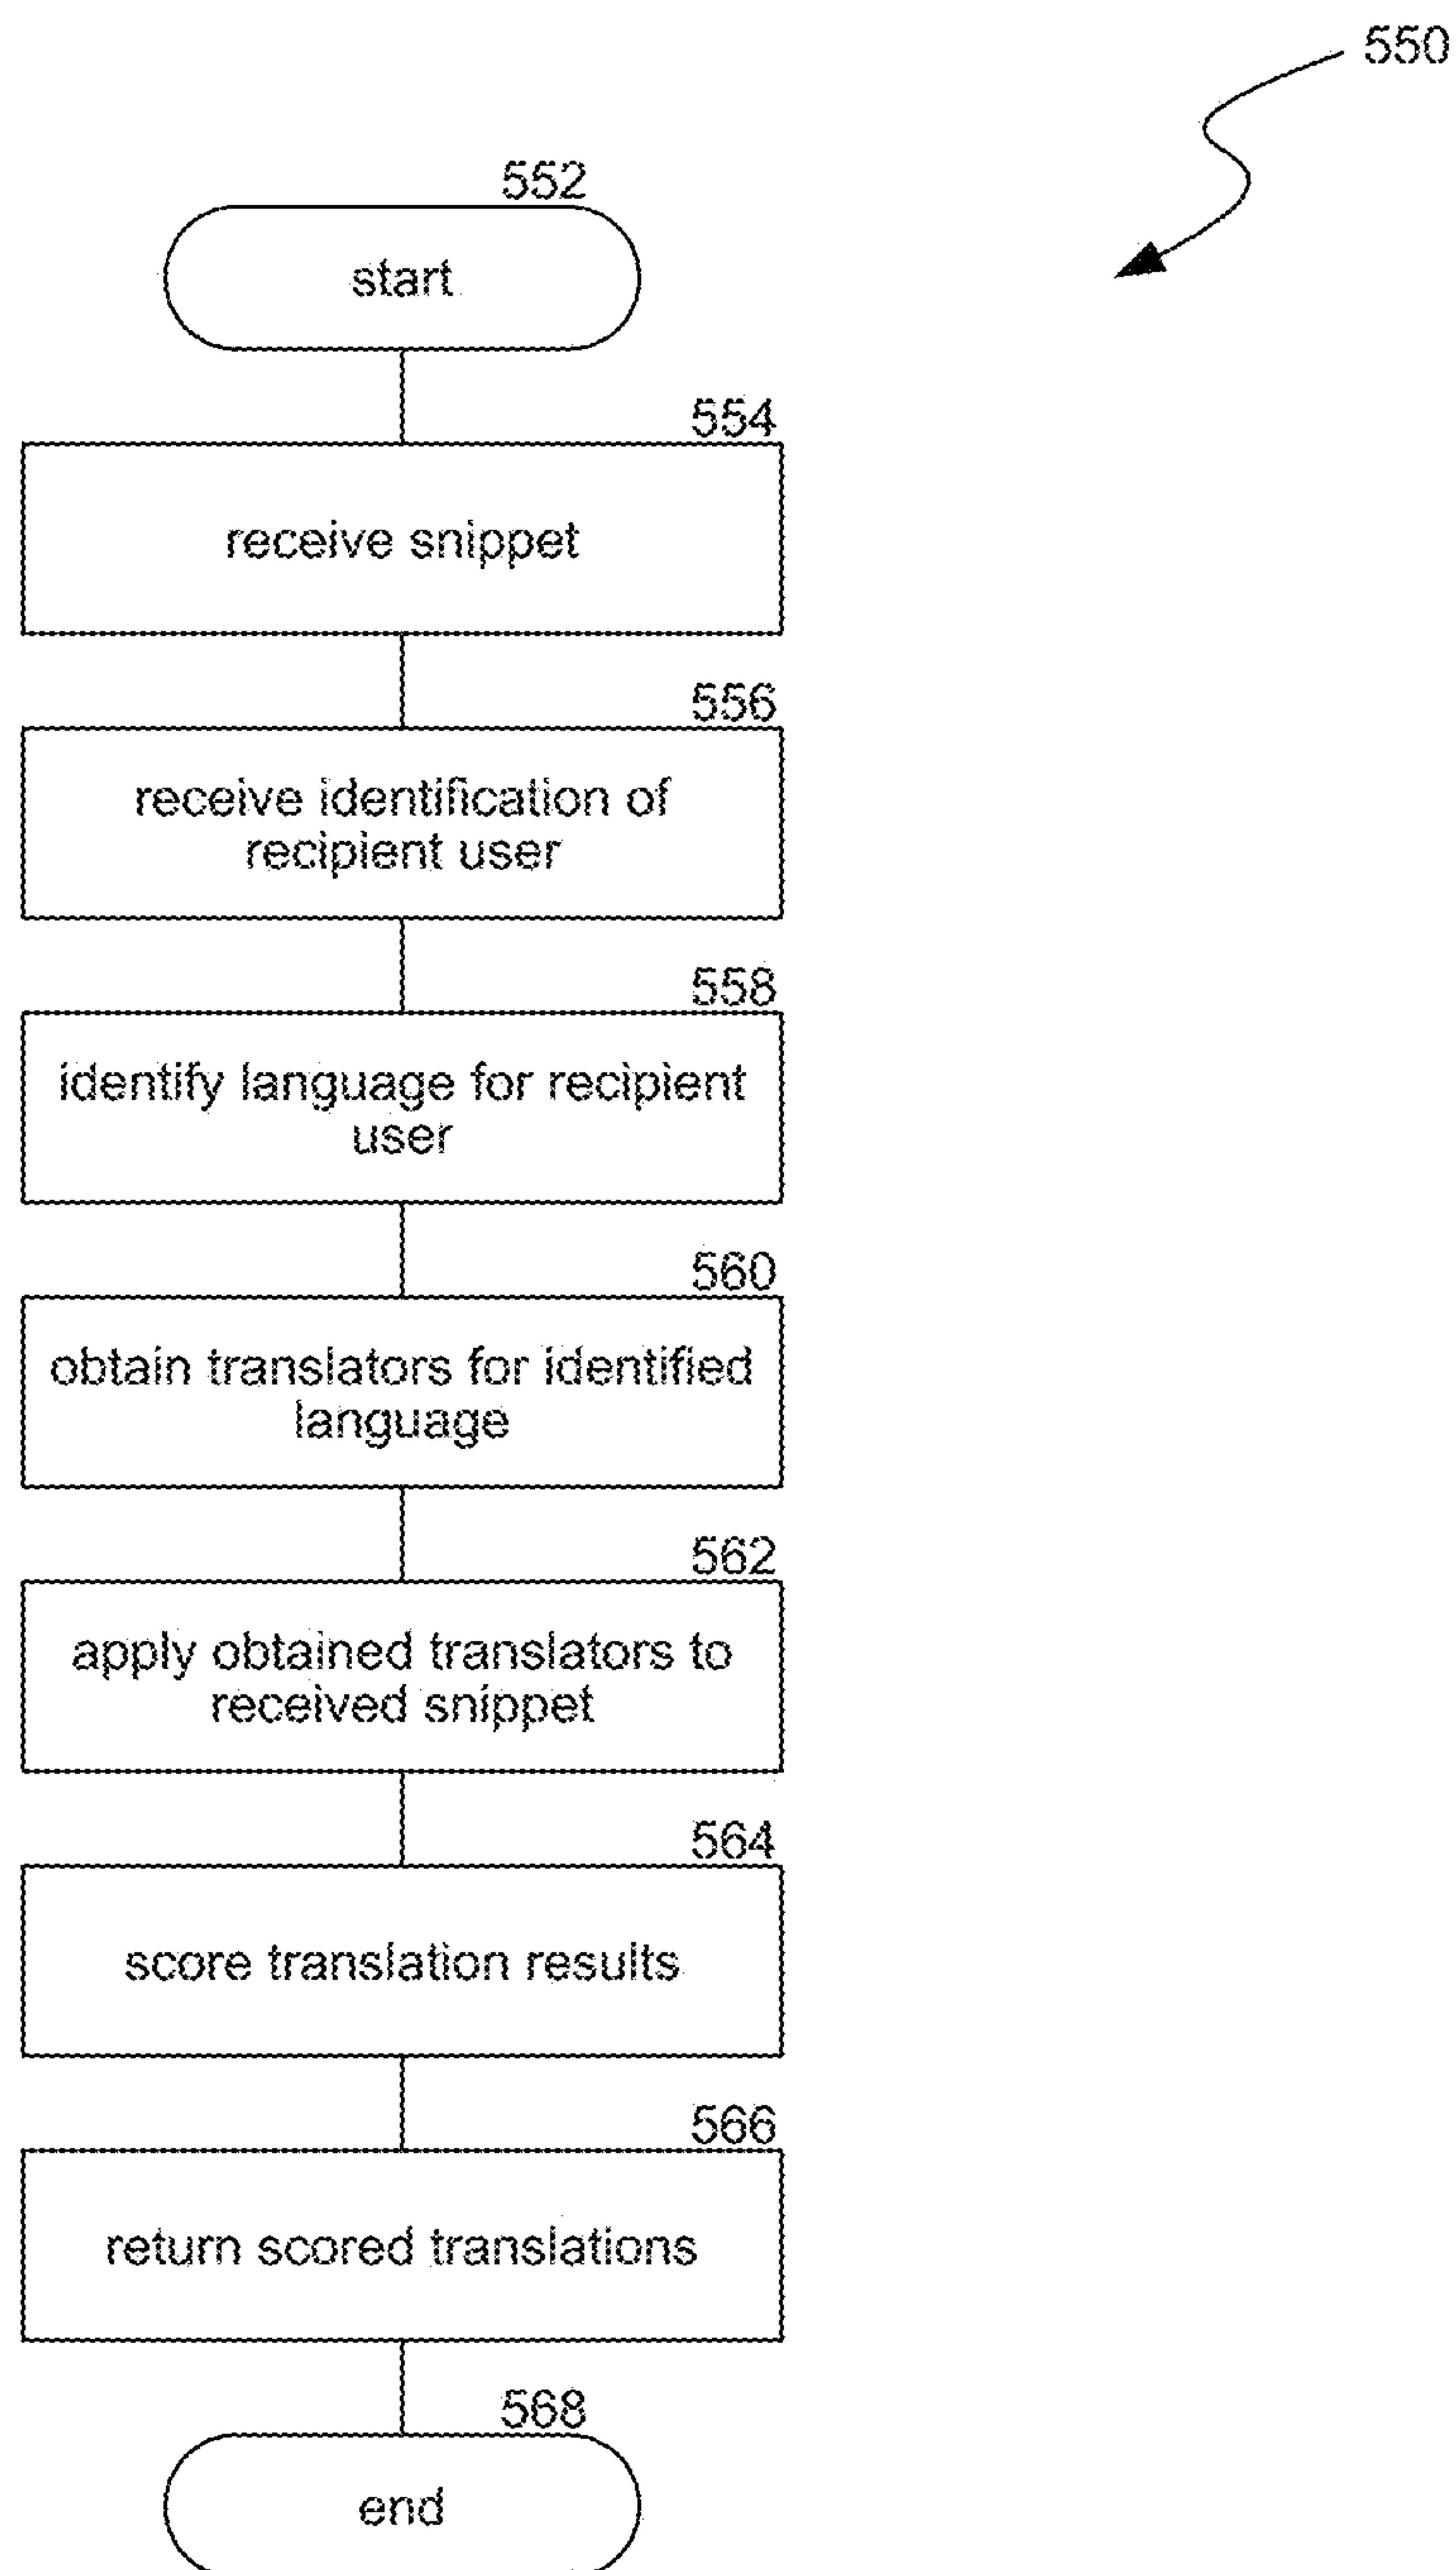 550
552
start
554
receive snippet
556
receive identification of
recipient user
558
identify language for recipient
user
560
obtain translators for identified
language
562
apply obtained translators to
received snippet
564
score translation results
566
return scored translations
568
end